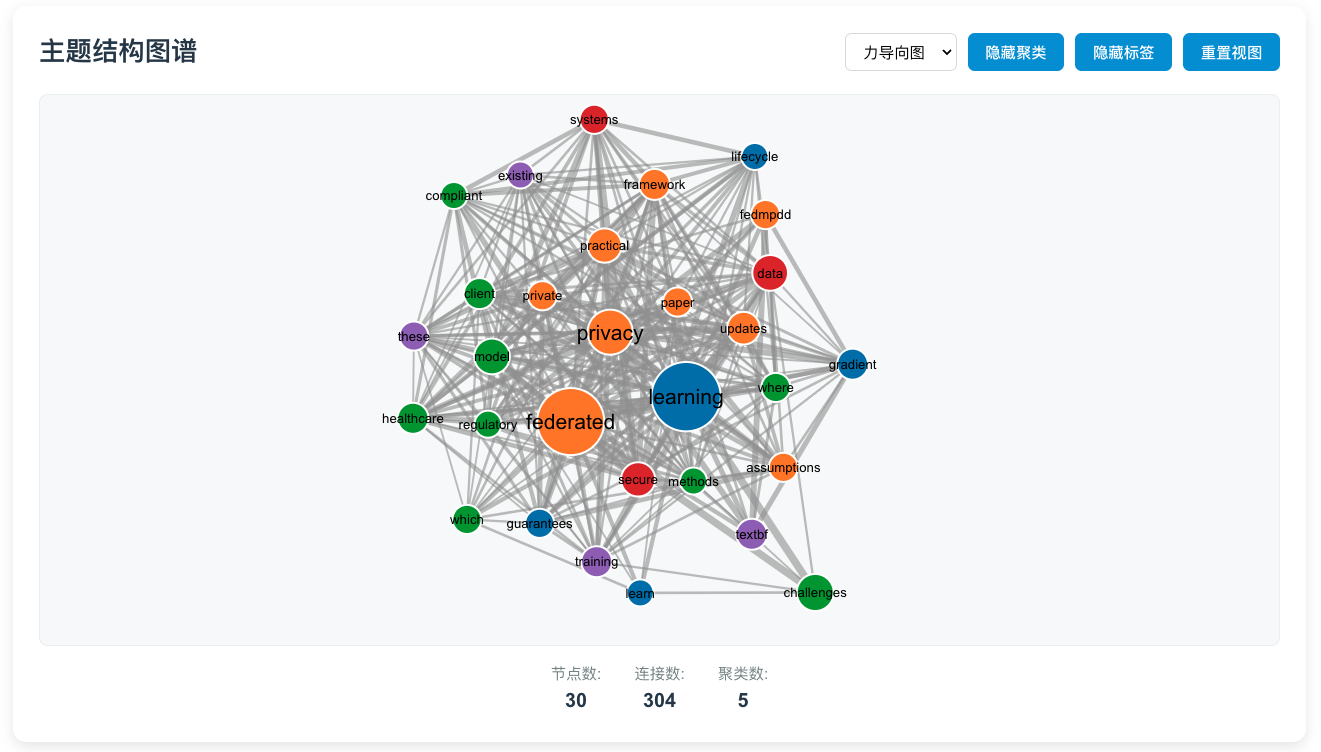 主题结构图谱
力导向图
隐藏聚类
隐藏标签
重置视图
systems
lifecycle
existing
framework
compliant
fedmpdd
practical
data
client
private
paper
updates
privacy
these
model
gradient
where
learning
healthcare
regulatory
federated
assumptions
secure
methods
which
guarantees
textbf
training
learn
challenges
节点数:
连接数:
聚类数:
30
304
5